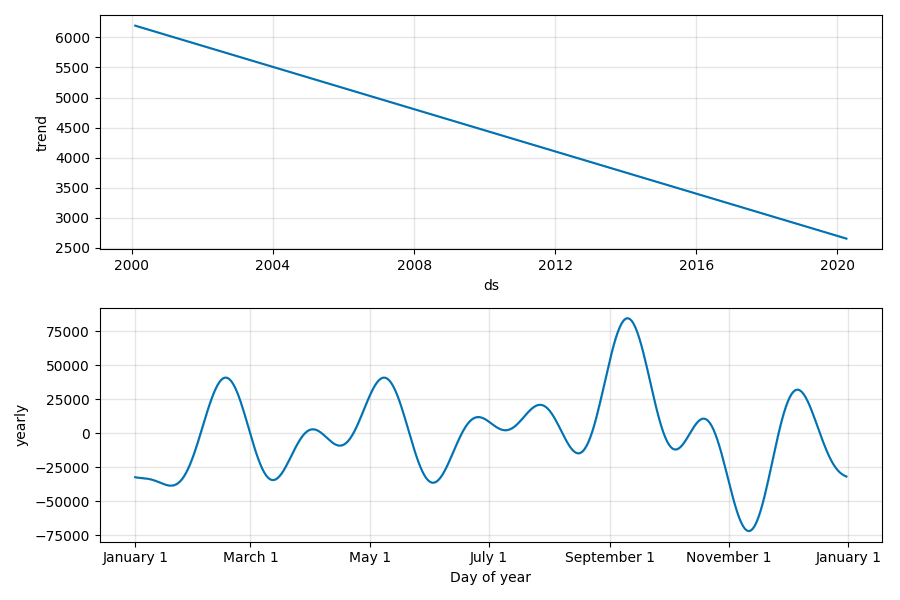 trend
6000
5500
5000
4500
4000
3500
3000
2500
2000 2004 2008 2012 2016 2020
ds
yearly
75000
50000
25000
0
−25000
−50000
−75000
January 1 March 1 May 1 July 1 September 1 November 1 January 1
Day of year